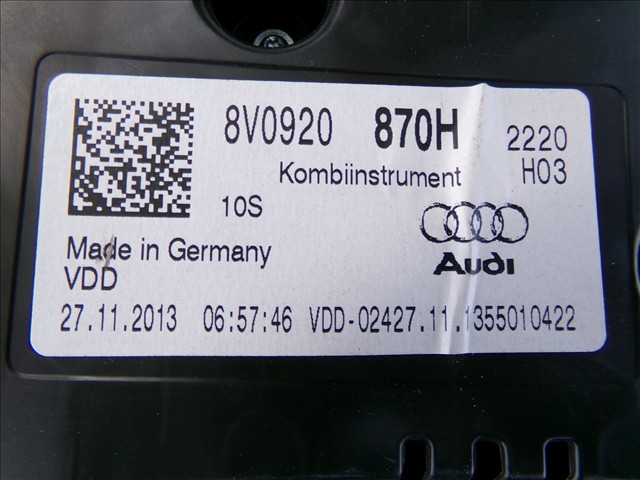 8V0920 870H 2220
Kombiinstrument H03
10S
Made in Germany
VDD
Audi
27.11.2013 06:57:46 VDD-02427.11.1355010422